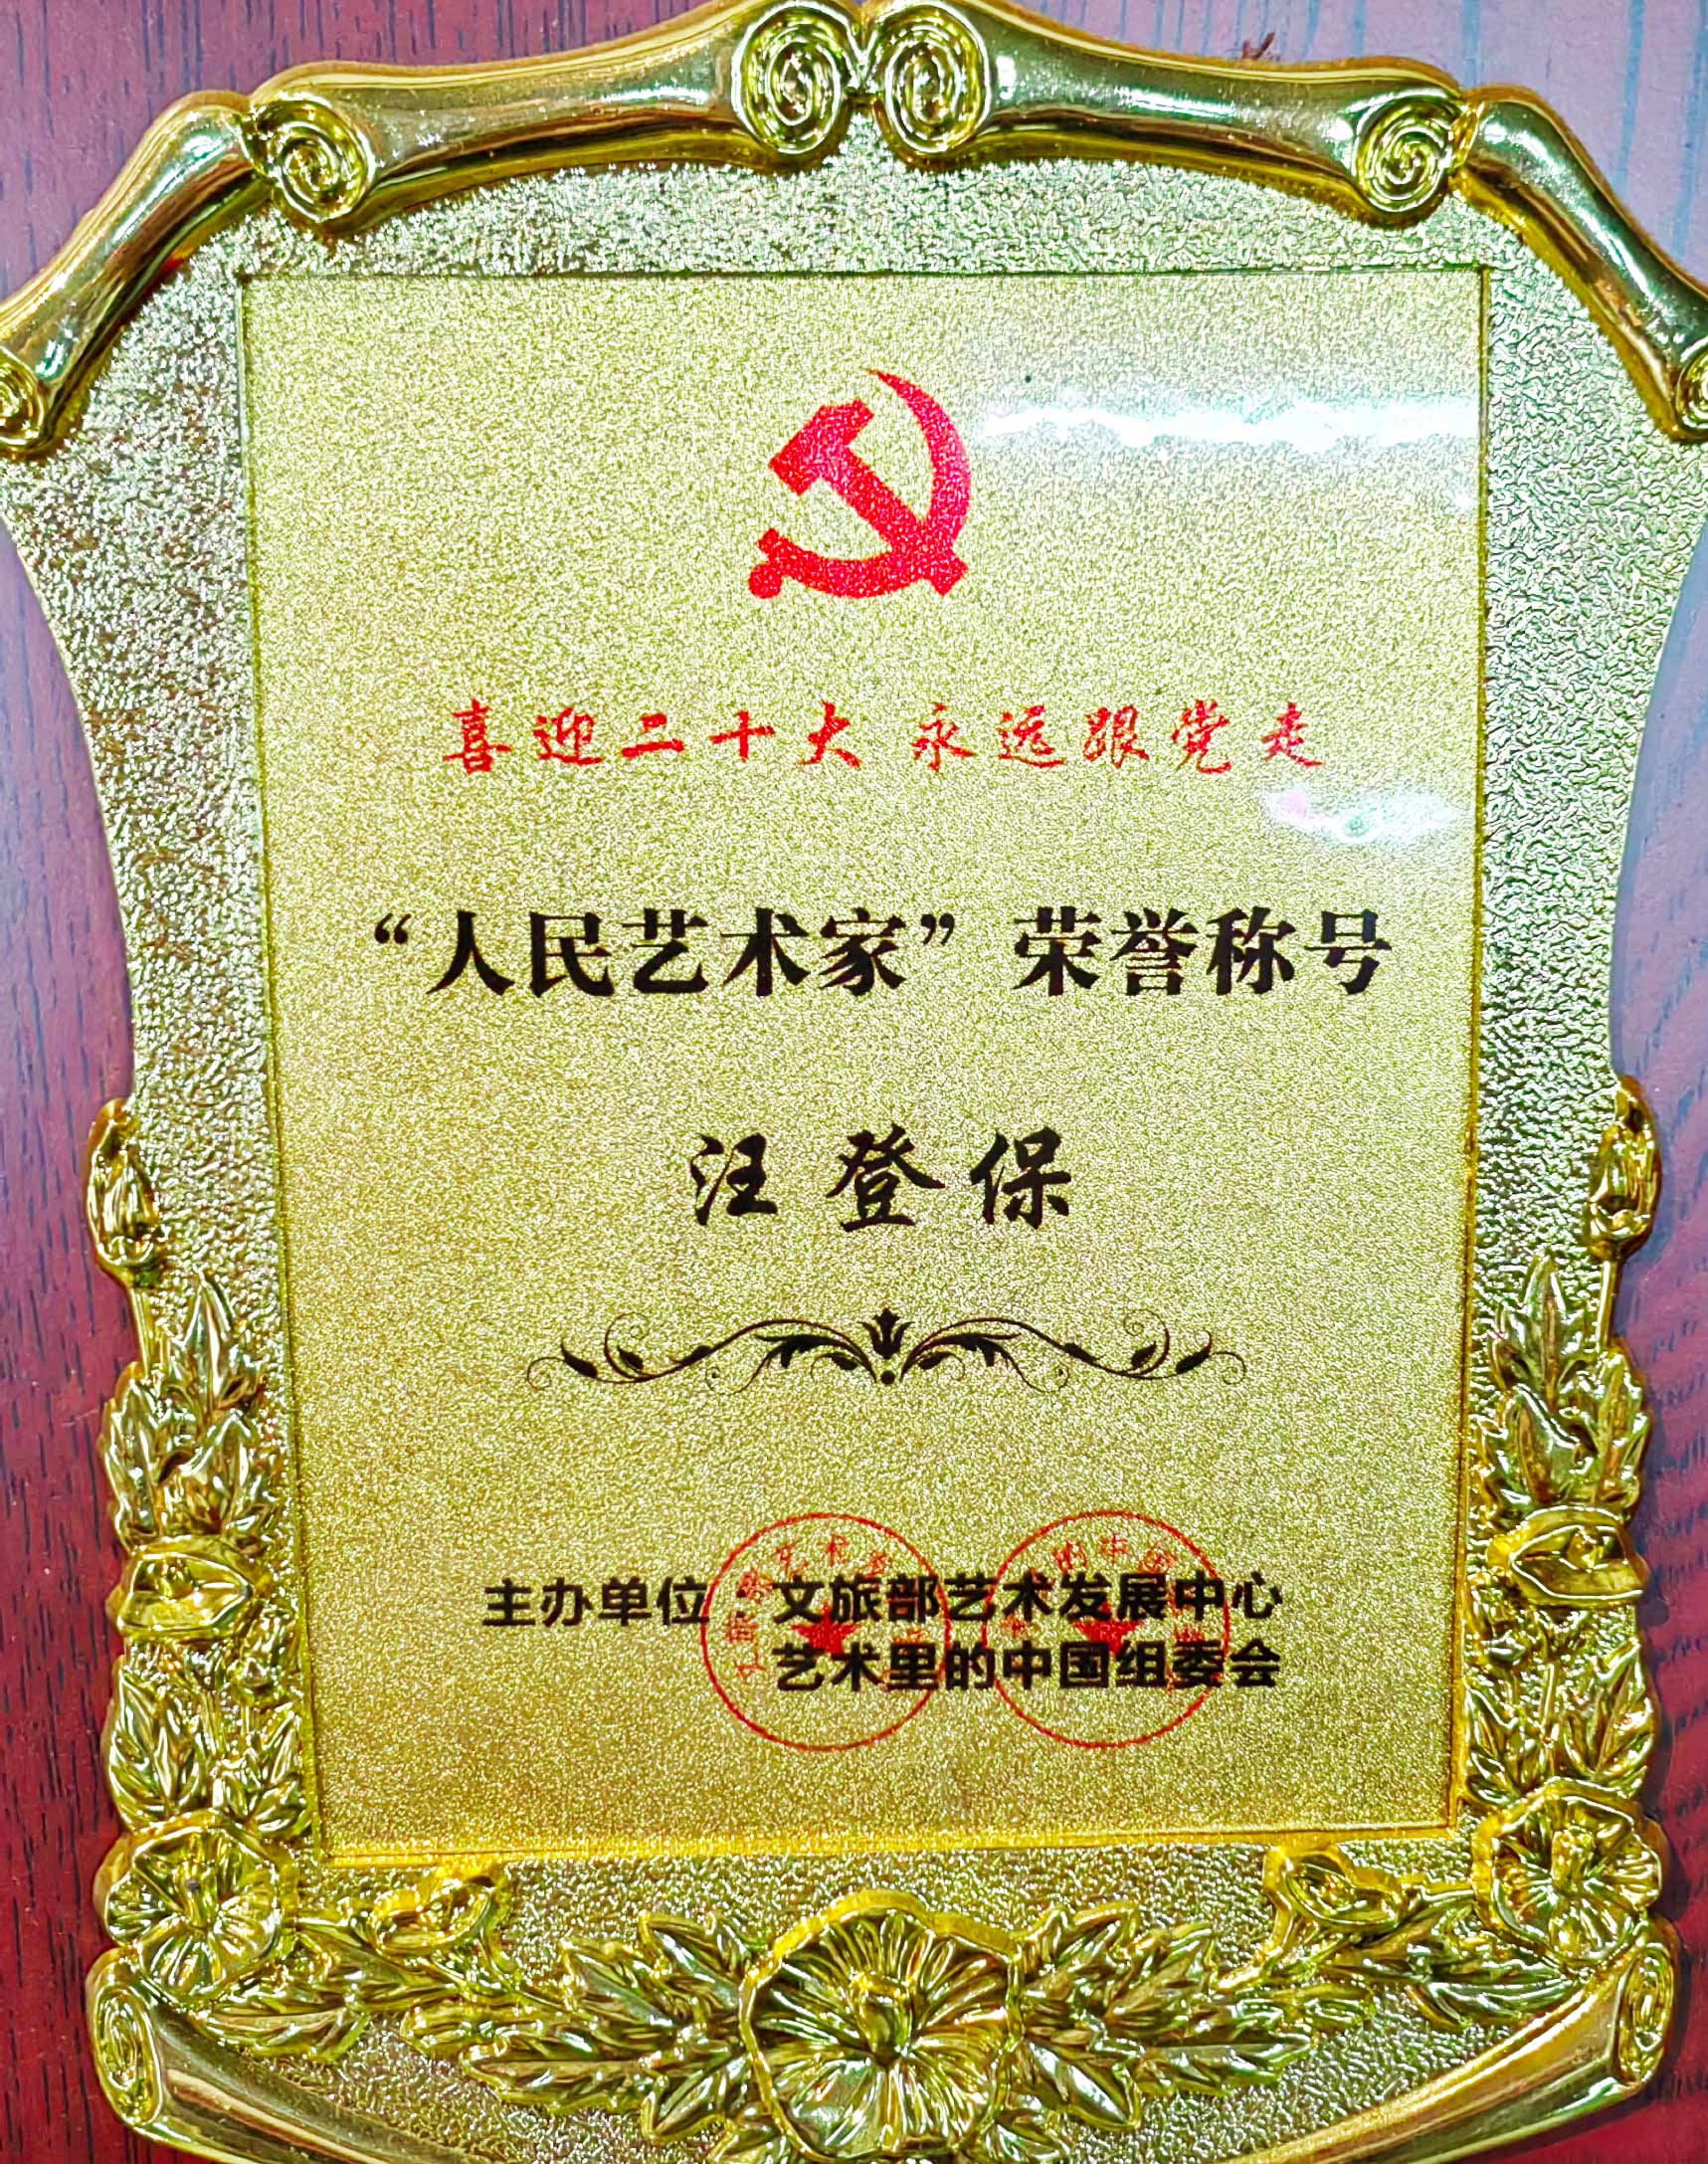 喜迎二十大 永远跟党走
“人民艺术家”荣誉称号
汪登保
主办单位 文旅部艺术发展中心
艺术里的中国组委会